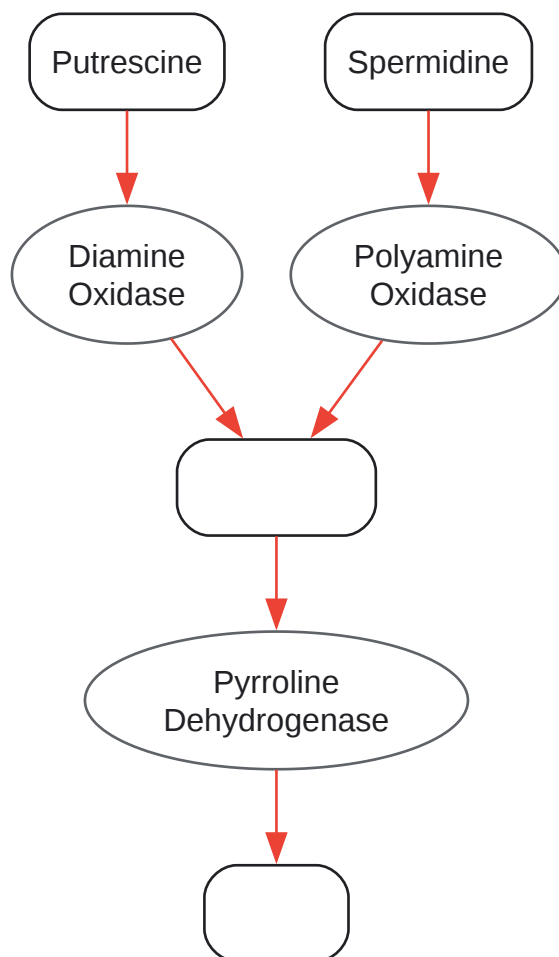 Putrescine
Spermidine
Diamine
Oxidase
Polyamine
Oxidase
Pyrroline
Dehydrogenase